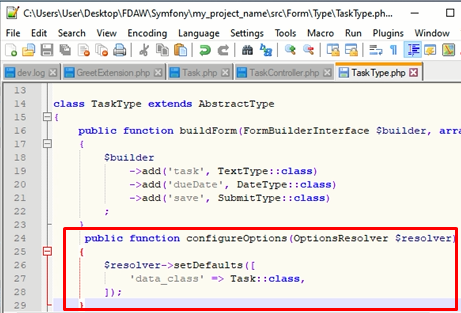 C:\Users\User\Desktop\FDAW\Symfony\my_project_name\src\Form\Type\TaskType.ph...
File Edit Search View Encoding Language Settings Tools Macro Run Plugins Window
dev.log GreetExtension.php Task.php TaskController.php TaskType.php
13
14 class TaskType extends AbstractType
15 {
16 public function buildForm(FormBuilderInterface $builder, arra
17 {
18 $builder
19 ->add('task', TextType::class)
20 ->add('dueDate', DateType::class)
21 ->add('save', SubmitType::class)
22 ;
23 }
24 public function configureOptions(OptionsResolver $resolver)
25 {
26 $resolver->setDefaults([
27 'data_class' => Task::class,
28 ]);
29 }